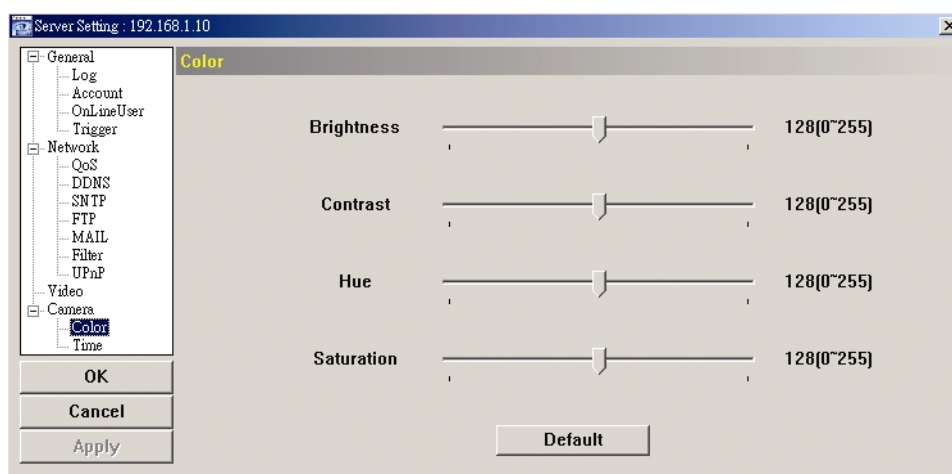 Server Setting : 192.168.1.10
General
Log
Account
OnLineUser
Trigger
Network
QoS
DDNS
SNTP
FTP
MAIL
Filter
UPnP
Video
Camera
Color
Time
OK
Cancel
Apply
Color
Brightness 128(0~255)
Contrast 128(0~255)
Hue 128(0~255)
Saturation 128(0~255)
Default